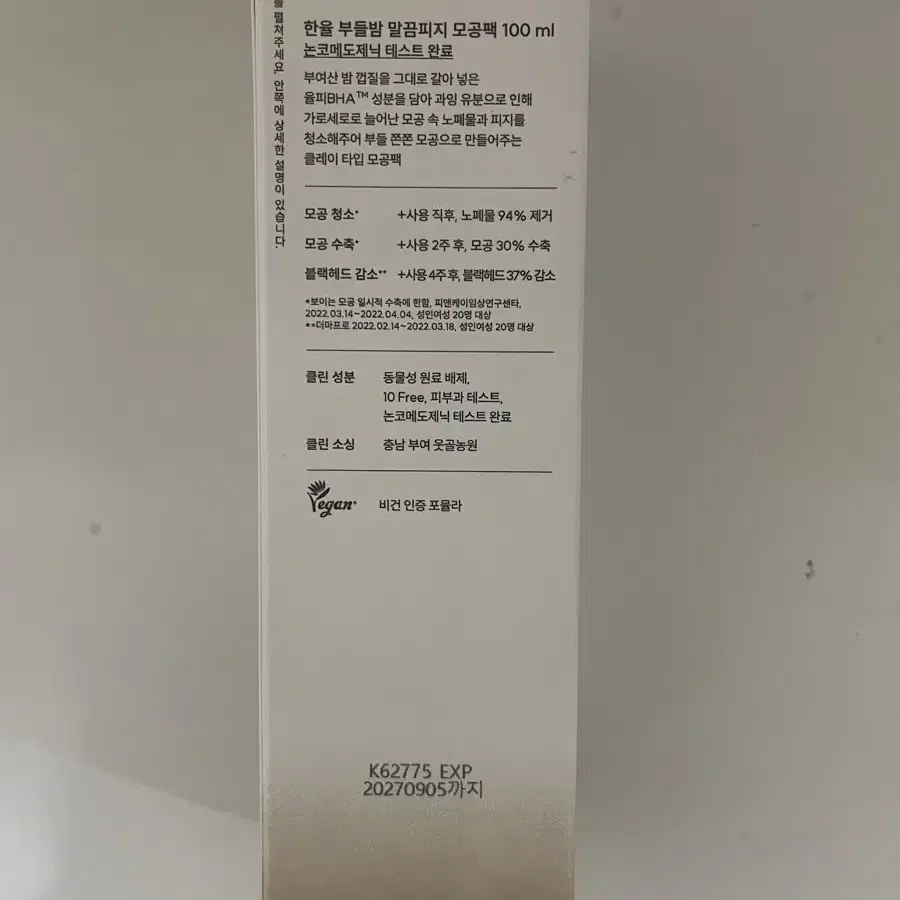 를 펼쳐주세요. 안쪽에 상세한 설명이 있습니다.
한율 부들밤 말끔피지 모공팩 100 ml
논코메도제닉 테스트 완료
부여산 밤 껍질을 그대로 갈아 넣은
율피BHA™ 성분을 담아 과잉 유분으로 인해
가로세로로 늘어난 모공 속 노폐물과 피지를
청소해주어 부들 쫀쫀 모공으로 만들어주는
클레이 타입 모공팩
모공 청소* +사용 직후, 노폐물 94% 제거
모공 수축* +사용 2주 후, 모공 30% 수축
블랙헤드 감소** +사용 4주 후, 블랙헤드 37% 감소
*보이는 모공 일시적 수축에 한함, 피앤케이임상연구센타,
2022.03.14~2022.04.04, 성인여성 20명 대상
**더마프로 2022.02.14~2022.03.18, 성인여성 20명 대상
클린 성분 동물성 원료 배제,
10 Free, 피부과 테스트,
논코메도제닉 테스트 완료
클린 소싱 충남 부여 웃골농원
Vegan 비건 인증 포뮬라
K62775 EXP
20270905까지